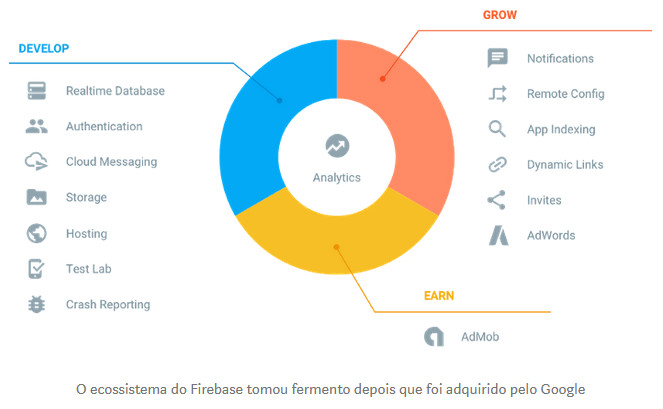 DEVELOP
Realtime Database
Authentication
Cloud Messaging
Storage
Hosting
Test Lab
Crash Reporting
Analytics
GROW
Notifications
Remote Config
App Indexing
Dynamic Links
Invites
AdWords
EARN
AdMob
O ecossistema do Firebase tomou fermento depois que foi adquirido pelo Google